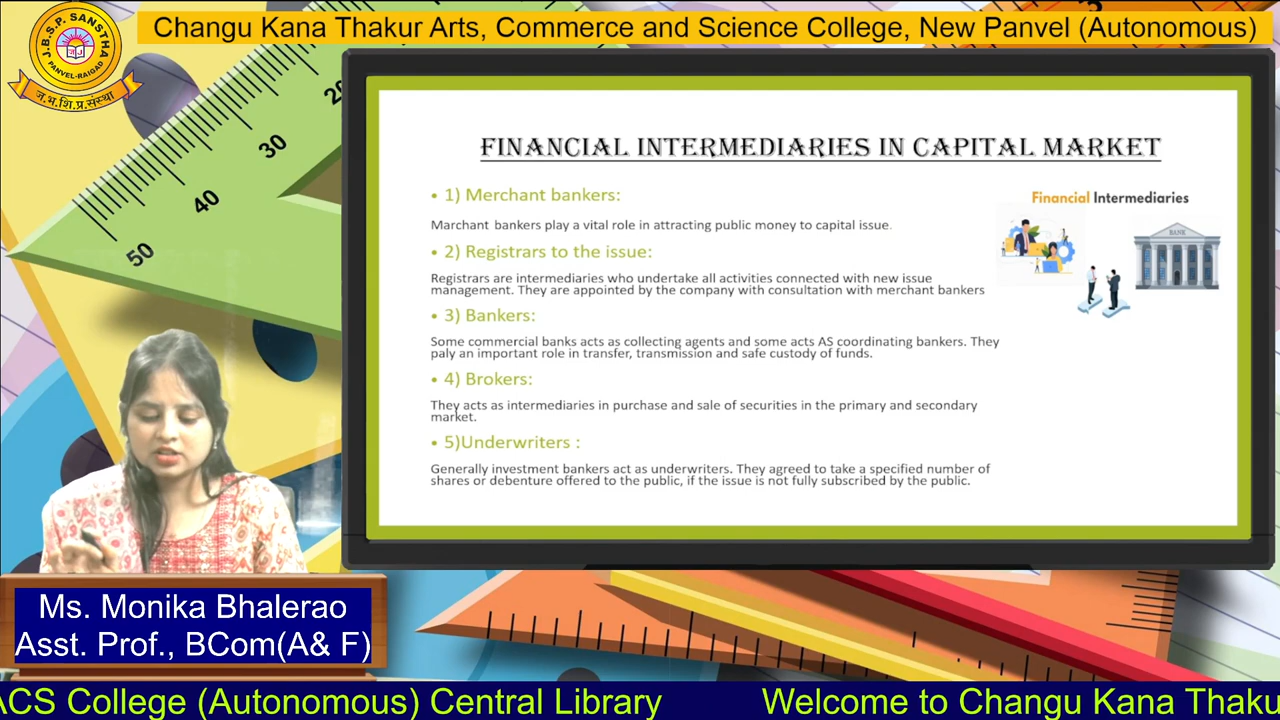 J.B.S.P. SANSTHA
PANVEL-RAIGAD
ज.भ.शि.प्र.संस्था
Changu Kana Thakur Arts, Commerce and Science College, New Panvel (Autonomous)
20
30
40
50
3
FINANCIAL INTERMEDIARIES IN CAPITAL MARKET
• 1) Merchant bankers:
Marchant bankers play a vital role in attracting public money to capital issue.
• 2) Registrars to the issue:
Registrars are intermediaries who undertake all activities connected with new issue
management. They are appointed by the company with consultation with merchant bankers
• 3) Bankers:
Some commercial banks acts as collecting agents and some acts AS coordinating bankers. They
paly an important role in transfer, transmission and safe custody of funds.
• 4) Brokers:
They acts as intermediaries in purchase and sale of securities in the primary and secondary
market.
• 5)Underwriters :
Generally investment bankers act as underwriters. They agreed to take a specified number of
shares or debenture offered to the public, if the issue is not fully subscribed by the public.
Financial Intermediaries
BANK
Ms. Monika Bhalerao
Asst. Prof., BCom(A& F)
ACS College (Autonomous) Central Library Welcome to Changu Kana Thaku